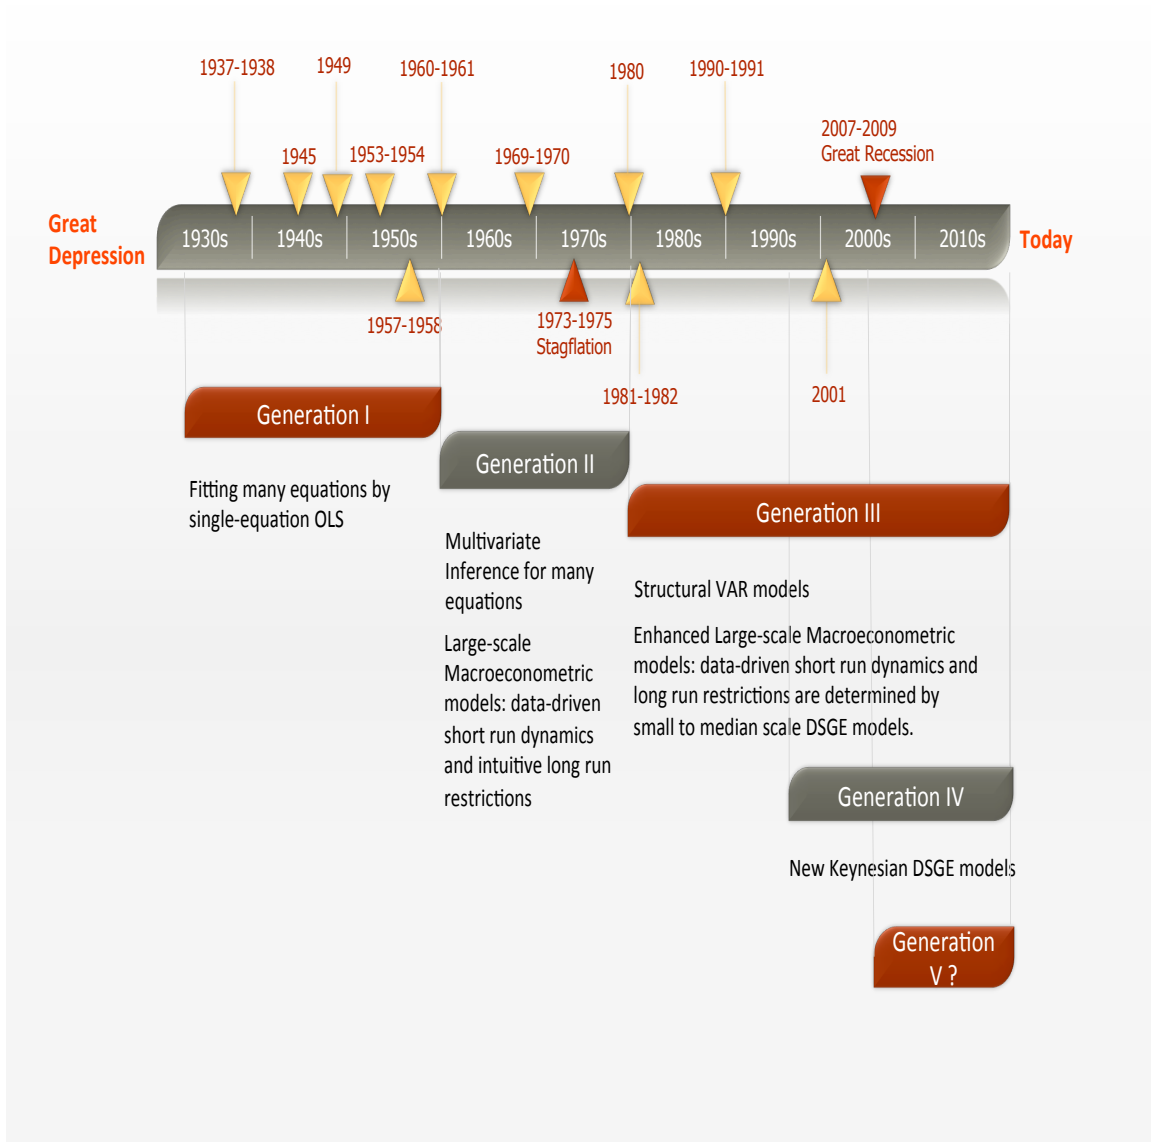 1937-1938
1949
1960-1961
1980
1990-1991
1945
1953-1954
1969-1970
2007-2009
Great Recession
Great
Depression
1930s
1940s
1950s
1960s
1970s
1980s
1990s
2000s
2010s
Today
1957-1958
1973-1975
Stagflation
1981-1982
2001
Generation I
Fitting many equations by
single-equation OLS
Generation II
Multivariate
Inference for many
equations
Large-scale
Macroeconometric
models: data-driven
short run dynamics
and intuitive long run
restrictions
Generation III
Structural VAR models
Enhanced Large-scale Macroeconometric
models: data-driven short run dynamics and
long run restrictions are determined by
small to median scale DSGE models.
Generation IV
New Keynesian DSGE models
Generation
V ?